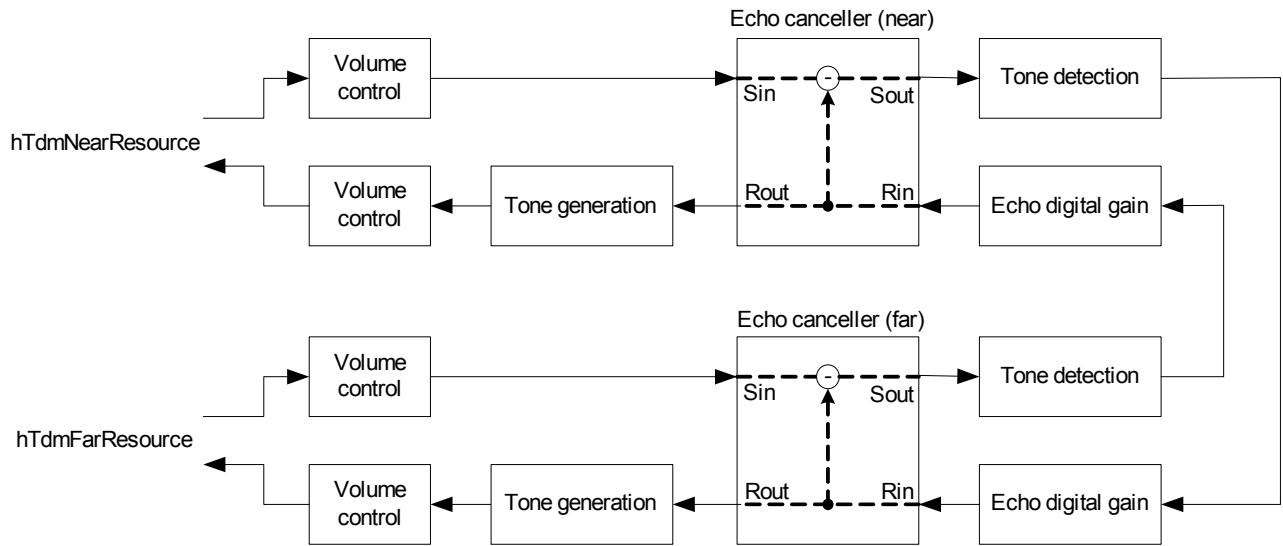 Echo canceller (near)
Volume
control
Sin
-
Sout
Tone detection
hTdmNearResource
Volume
control
Tone generation
Rout
Rin
Echo digital gain
Echo canceller (far)
Volume
control
Sin
-
Sout
Tone detection
hTdmFarResource
Volume
control
Tone generation
Rout
Rin
Echo digital gain